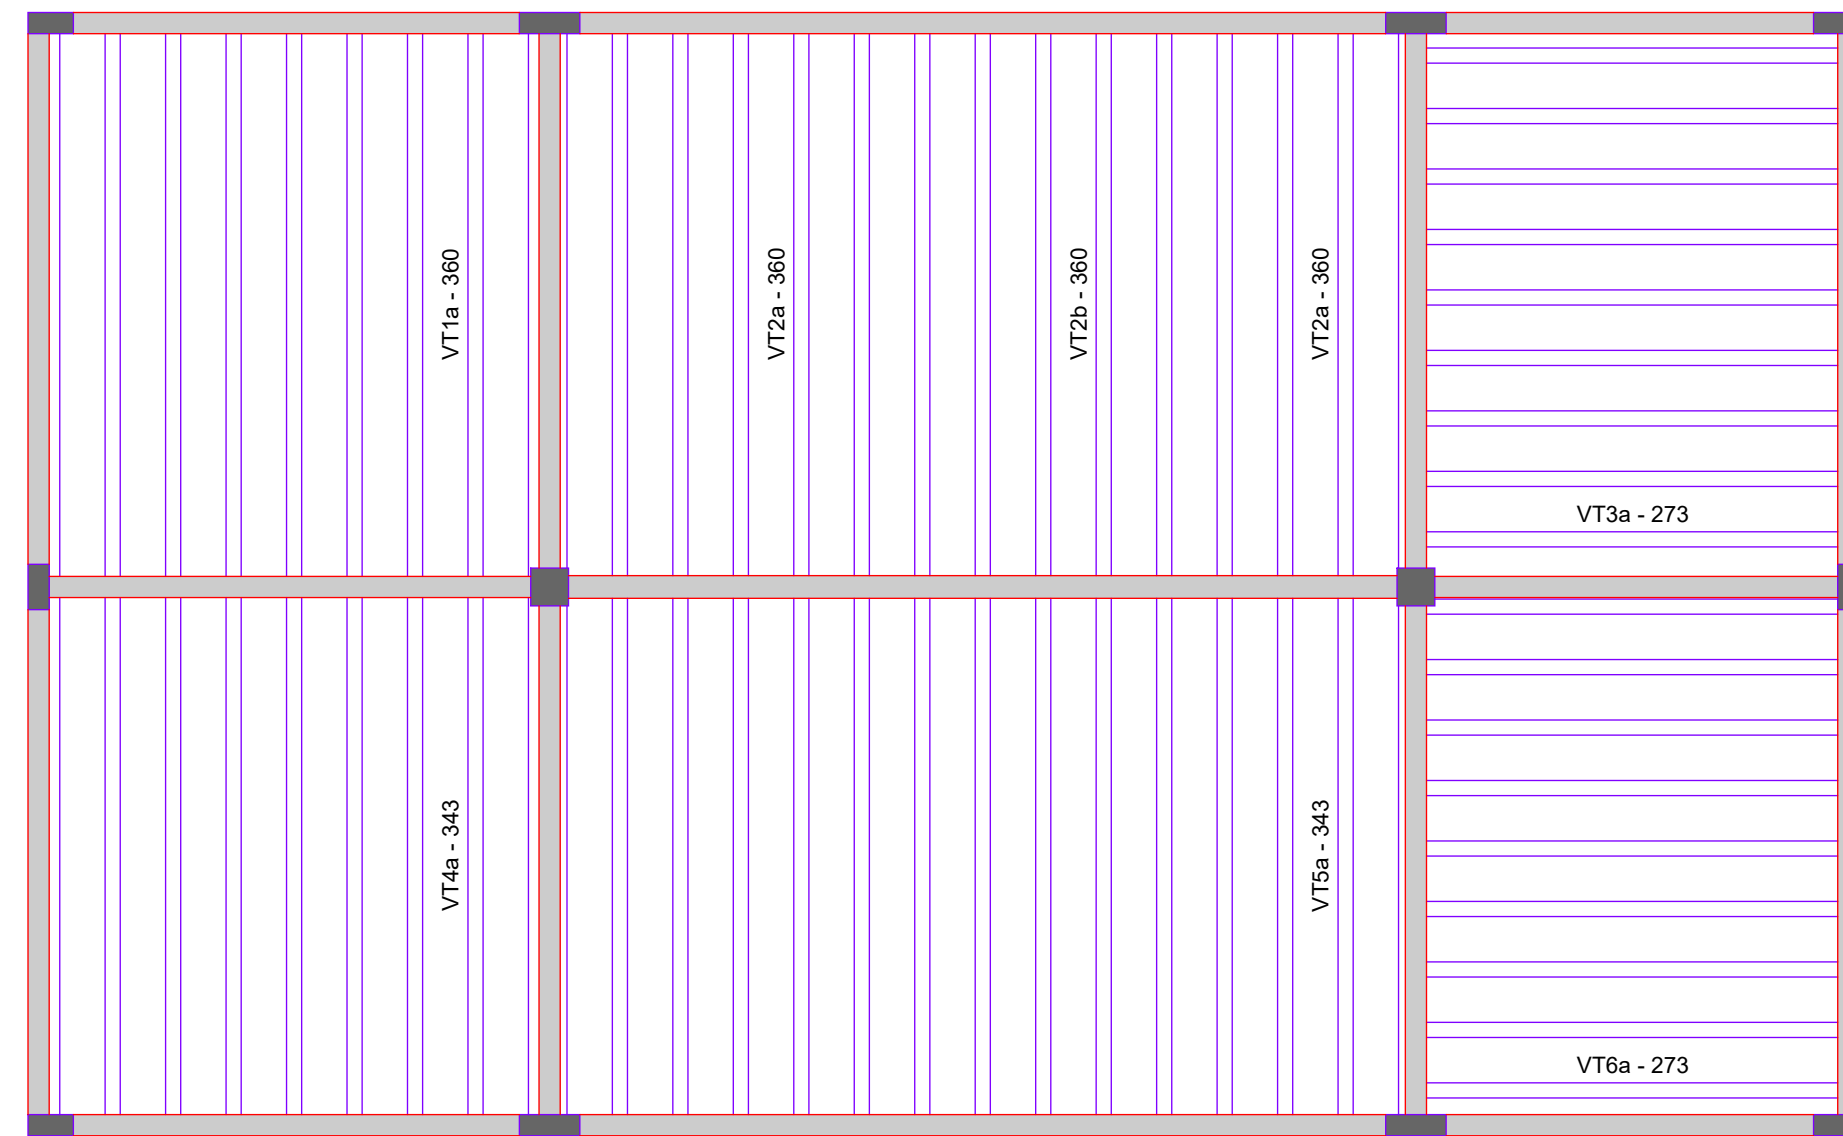 VT1a - 360
VT2a - 360
VT2b - 360
VT2a - 360
VT3a - 273
VT4a - 343
VT5a - 343
VT6a - 273